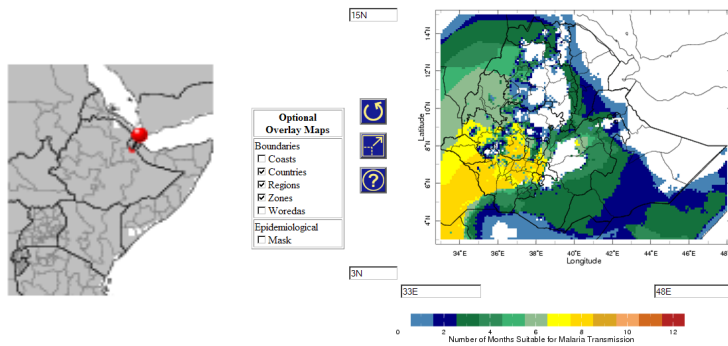 15N
Optional
Overlay Maps
Boundaries
Coasts
Countries
Regions
Zones
Woredas
Epidemiological
Mask
3N
14˚N
12˚N
10˚N
8˚N
6˚N
4˚N
Latitude
34˚E 36˚E 38˚E 40˚E 42˚E 44˚E 46˚E 48
Longitude
33E
48E
0 2 4 6 8 10 12
Number of Months Suitable for Malaria Transmission